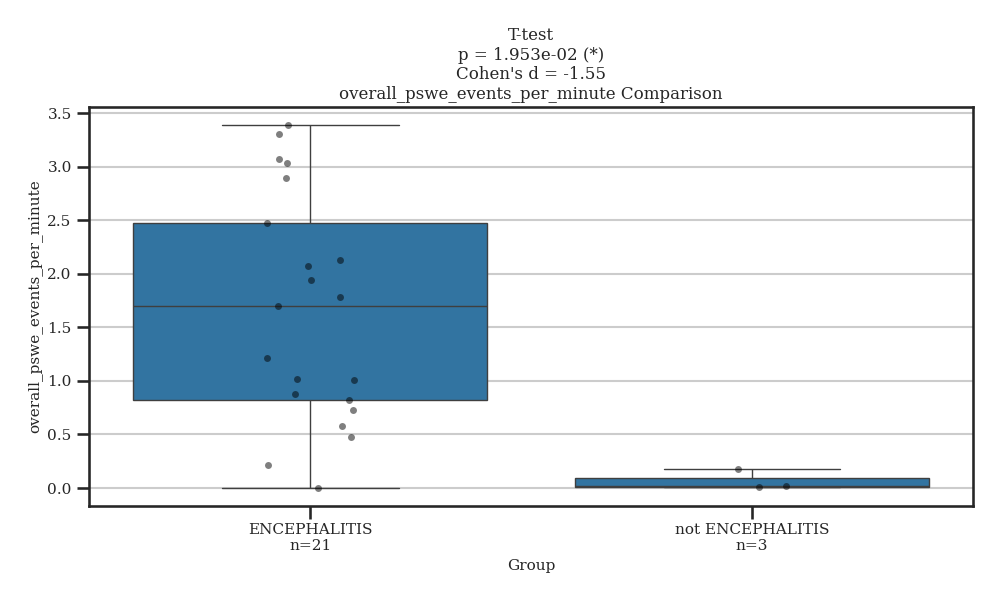 T-test
p = 1.953e-02 (*)
Cohen's d = -1.55
overall_pswe_events_per_minute Comparison
overall_pswe_events_per_minute
3.5
3.0
2.5
2.0
1.5
1.0
0.5
0.0
ENCEPHALITIS
n=21
not ENCEPHALITIS
n=3
Group